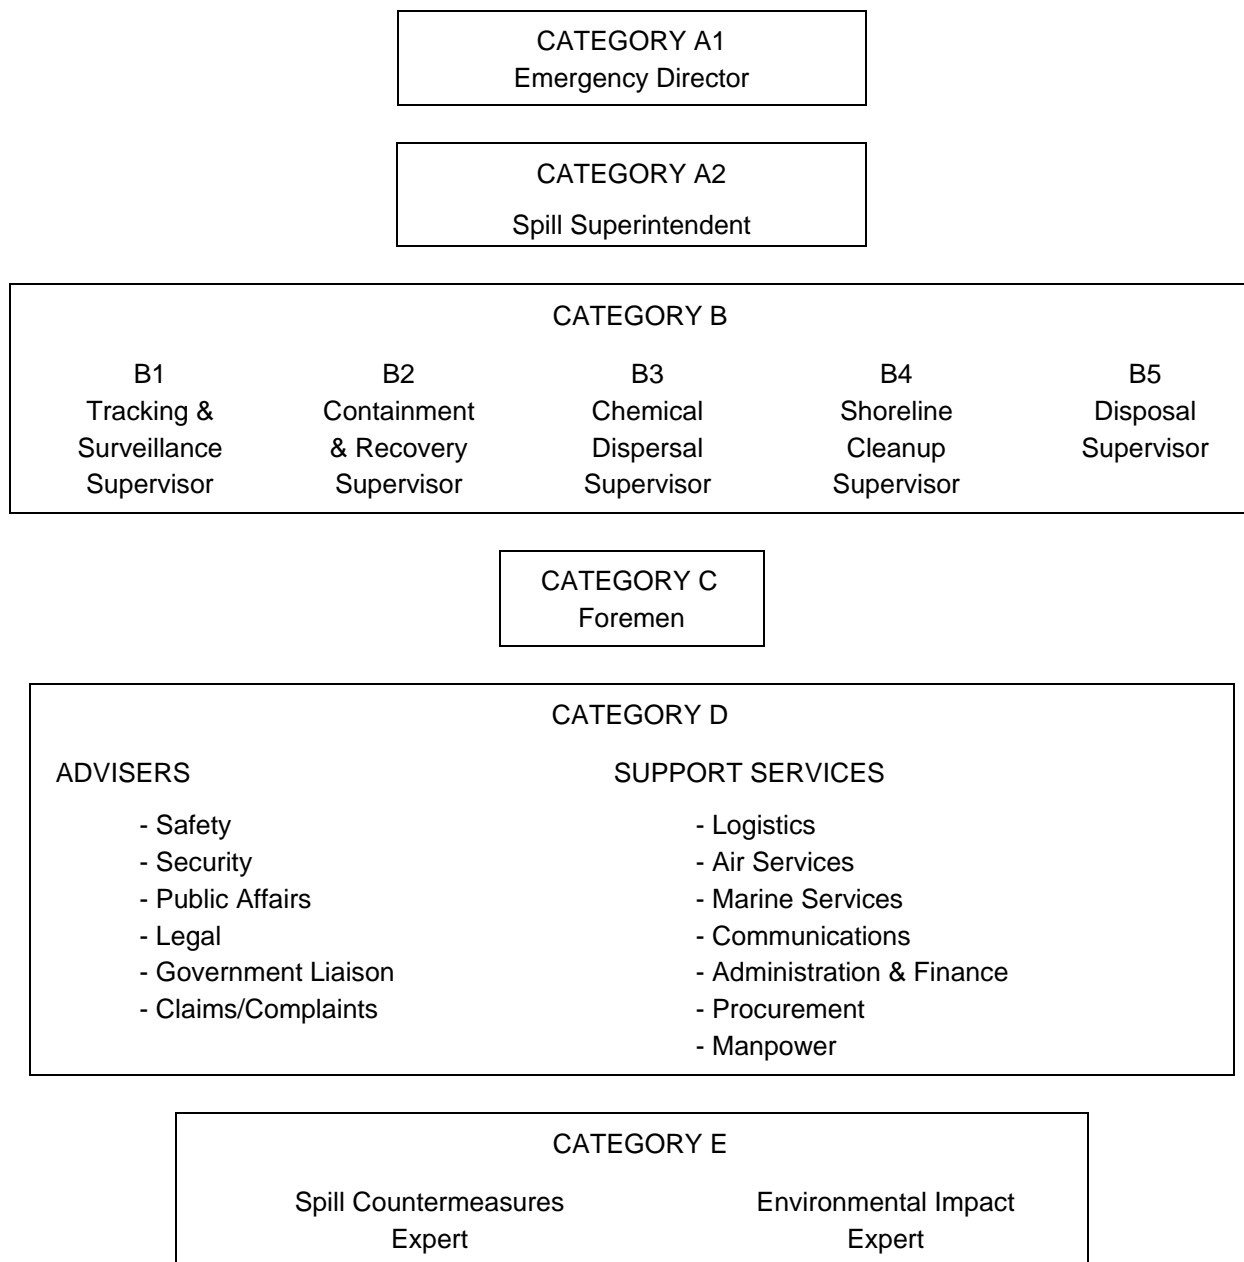 CATEGORY A1
Emergency Director
CATEGORY A2
Spill Superintendent
CATEGORY B
B1
Tracking &
Surveillance
Supervisor
B2
Containment
& Recovery
Supervisor
B3
Chemical
Dispersal
Supervisor
B4
Shoreline
Cleanup
Supervisor
B5
Disposal
Supervisor
CATEGORY C
Foremen
CATEGORY D
ADVISERS
- Safety
- Security
- Public Affairs
- Legal
- Government Liaison
- Claims/Complaints
SUPPORT SERVICES
- Logistics
- Air Services
- Marine Services
- Communications
- Administration & Finance
- Procurement
- Manpower
CATEGORY E
Spill Countermeasures
Expert
Environmental Impact
Expert